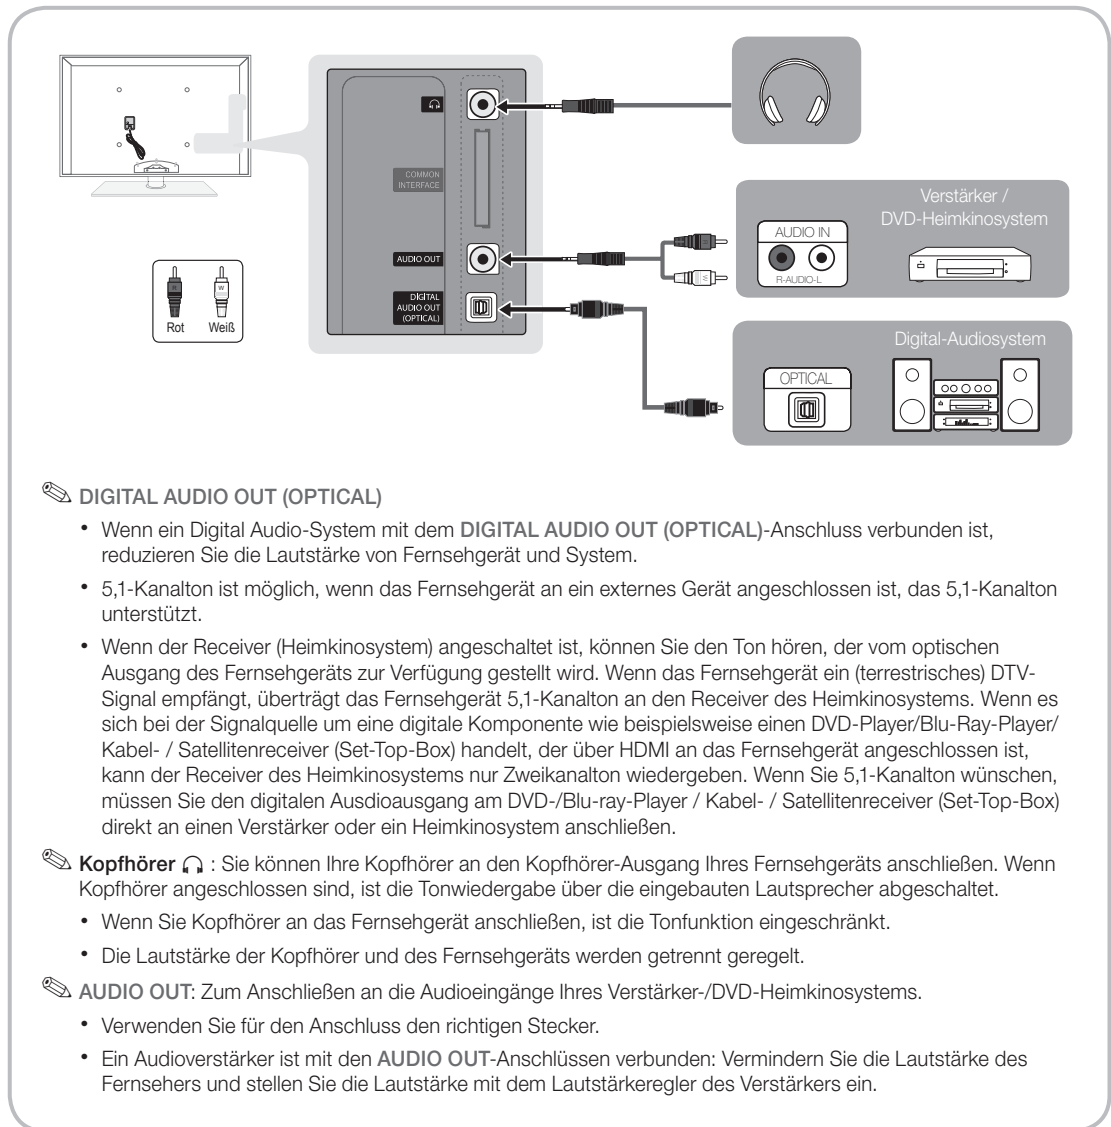 COMMON
INTERFACE
AUDIO OUT
DIGITAL
AUDIO OUT
(OPTICAL)
R
W
Rot
Weiß
R
W
Verstärker /
DVD-Heimkinosystem
AUDIO IN
R-AUDIO-L
Digital-Audiosystem
OPTICAL
DIGITAL AUDIO OUT (OPTICAL)
• Wenn ein Digital Audio-System mit dem DIGITAL AUDIO OUT (OPTICAL)-Anschluss verbunden ist,
reduzieren Sie die Lautstärke von Fernsehgerät und System.
• 5,1-Kanalton ist möglich, wenn das Fernsehgerät an ein externes Gerät angeschlossen ist, das 5,1-Kanalton
unterstützt.
• Wenn der Receiver (Heimkinosystem) angeschaltet ist, können Sie den Ton hören, der vom optischen
Ausgang des Fernsehgeräts zur Verfügung gestellt wird. Wenn das Fernsehgerät ein (terrestrisches) DTV-
Signal empfängt, überträgt das Fernsehgerät 5,1-Kanalton an den Receiver des Heimkinosystems. Wenn es
sich bei der Signalquelle um eine digitale Komponente wie beispielsweise einen DVD-Player/Blu-Ray-Player/
Kabel- / Satellitenreceiver (Set-Top-Box) handelt, der über HDMI an das Fernsehgerät angeschlossen ist,
kann der Receiver des Heimkinosystems nur Zweikanalton wiedergeben. Wenn Sie 5,1-Kanalton wünschen,
müssen Sie den digitalen Ausdioausgang am DVD-/Blu-ray-Player / Kabel- / Satellitenreceiver (Set-Top-Box)
direkt an einen Verstärker oder ein Heimkinosystem anschließen.
Kopfhörer : Sie können Ihre Kopfhörer an den Kopfhörer-Ausgang Ihres Fernsehgeräts anschließen. Wenn
Kopfhörer angeschlossen sind, ist die Tonwiedergabe über die eingebauten Lautsprecher abgeschaltet.
• Wenn Sie Kopfhörer an das Fernsehgerät anschließen, ist die Tonfunktion eingeschränkt.
• Die Lautstärke der Kopfhörer und des Fernsehgeräts werden getrennt geregelt.
AUDIO OUT: Zum Anschließen an die Audioeingänge Ihres Verstärker-/DVD-Heimkinosystems.
• Verwenden Sie für den Anschluss den richtigen Stecker.
• Ein Audioverstärker ist mit den AUDIO OUT-Anschlüssen verbunden: Vermindern Sie die Lautstärke des
Fernsehers und stellen Sie die Lautstärke mit dem Lautstärkeregler des Verstärkers ein.